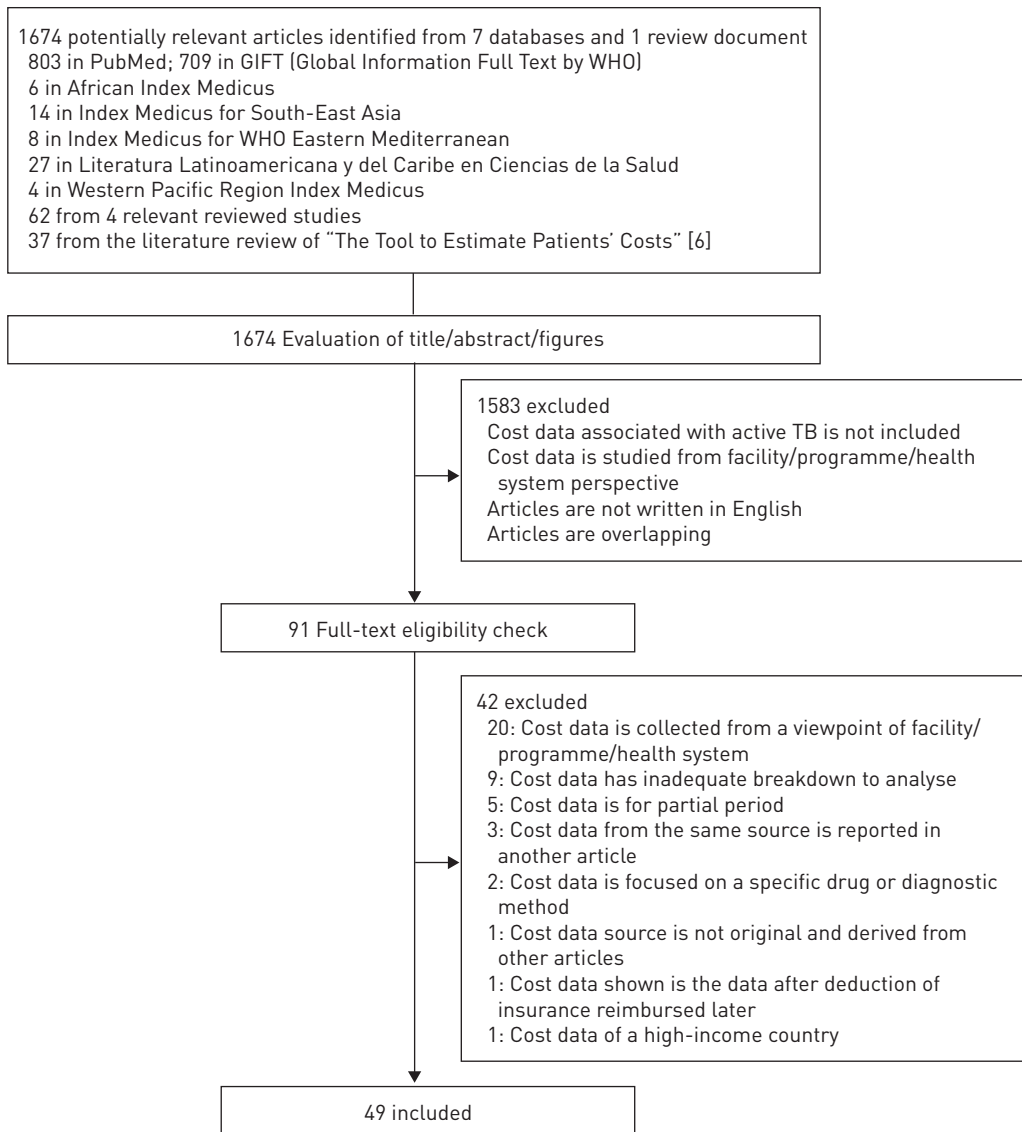 1674 potentially relevant articles identified from 7 databases and 1 review document
803 in PubMed; 709 in GIFT (Global Information Full Text by WHO)
6 in African Index Medicus
14 in Index Medicus for South-East Asia
8 in Index Medicus for WHO Eastern Mediterranean
27 in Literatura Latinoamericana y del Caribe en Ciencias de la Salud
4 in Western Pacific Region Index Medicus
62 from 4 relevant reviewed studies
37 from the literature review of “The Tool to Estimate Patients’ Costs” [6]
1674 Evaluation of title/abstract/figures
1583 excluded
Cost data associated with active TB is not included
Cost data is studied from facility/programme/health
system perspective
Articles are not written in English
Articles are overlapping
91 Full-text eligibility check
42 excluded
20: Cost data is collected from a viewpoint of facility/
programme/health system
9: Cost data has inadequate breakdown to analyse
5: Cost data is for partial period
3: Cost data from the same source is reported in
another article
2: Cost data is focused on a specific drug or diagnostic
method
1: Cost data source is not original and derived from
other articles
1: Cost data shown is the data after deduction of
insurance reimbursed later
1: Cost data of a high-income country
49 included